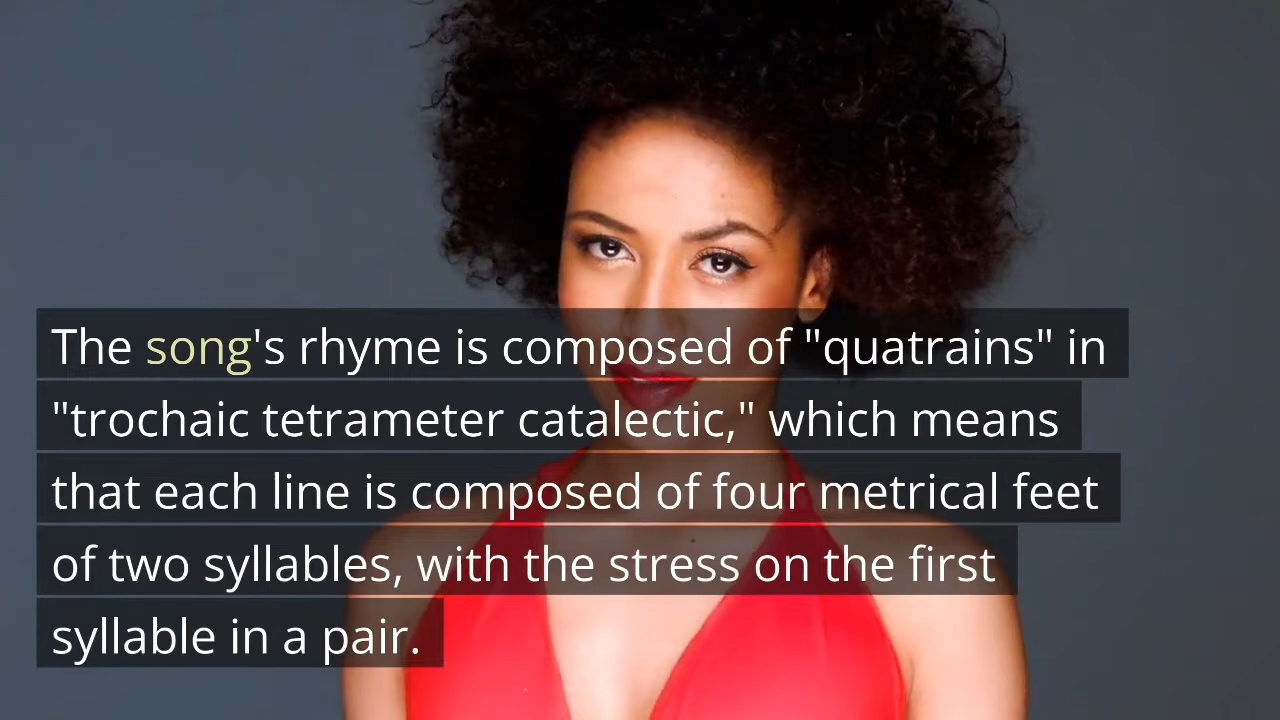 The song's rhyme is composed of "quatrains" in
"trochaic tetrameter catalectic," which means
that each line is composed of four metrical feet
of two syllables, with the stress on the first
syllable in a pair.